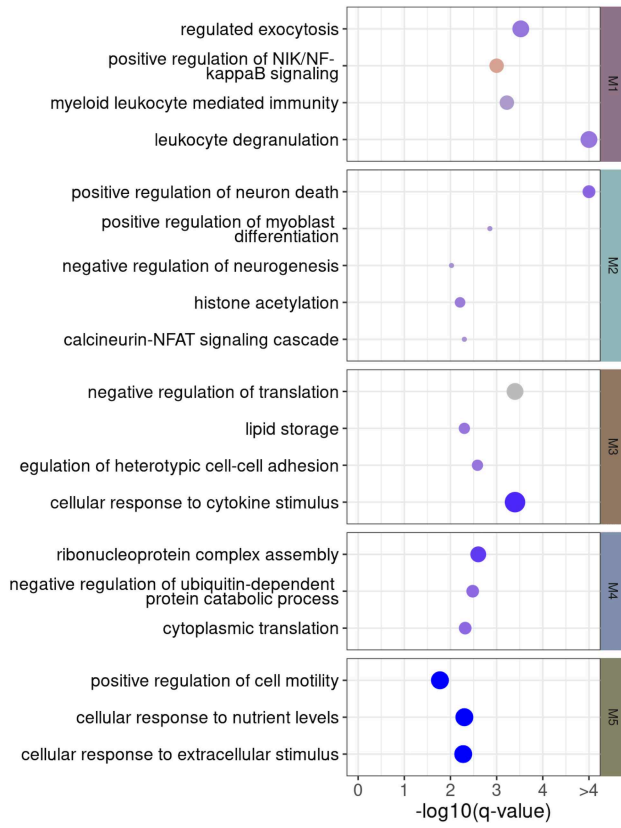 regulated exocytosis
positive regulation of NIK/NF-
kappaB signaling
myeloid leukocyte mediated immunity
leukocyte degranulation
M1
positive regulation of neuron death
positive regulation of myoblast
differentiation
negative regulation of neurogenesis
histone acetylation
calcineurin-NFAT signaling cascade
M2
negative regulation of translation
lipid storage
egulation of heterotypic cell-cell adhesion
cellular response to cytokine stimulus
M3
ribonucleoprotein complex assembly
negative regulation of ubiquitin-dependent
protein catabolic process
cytoplasmic translation
M4
positive regulation of cell motility
cellular response to nutrient levels
cellular response to extracellular stimulus
M5
0 1 2 3 4 >4
-log10(q-value)